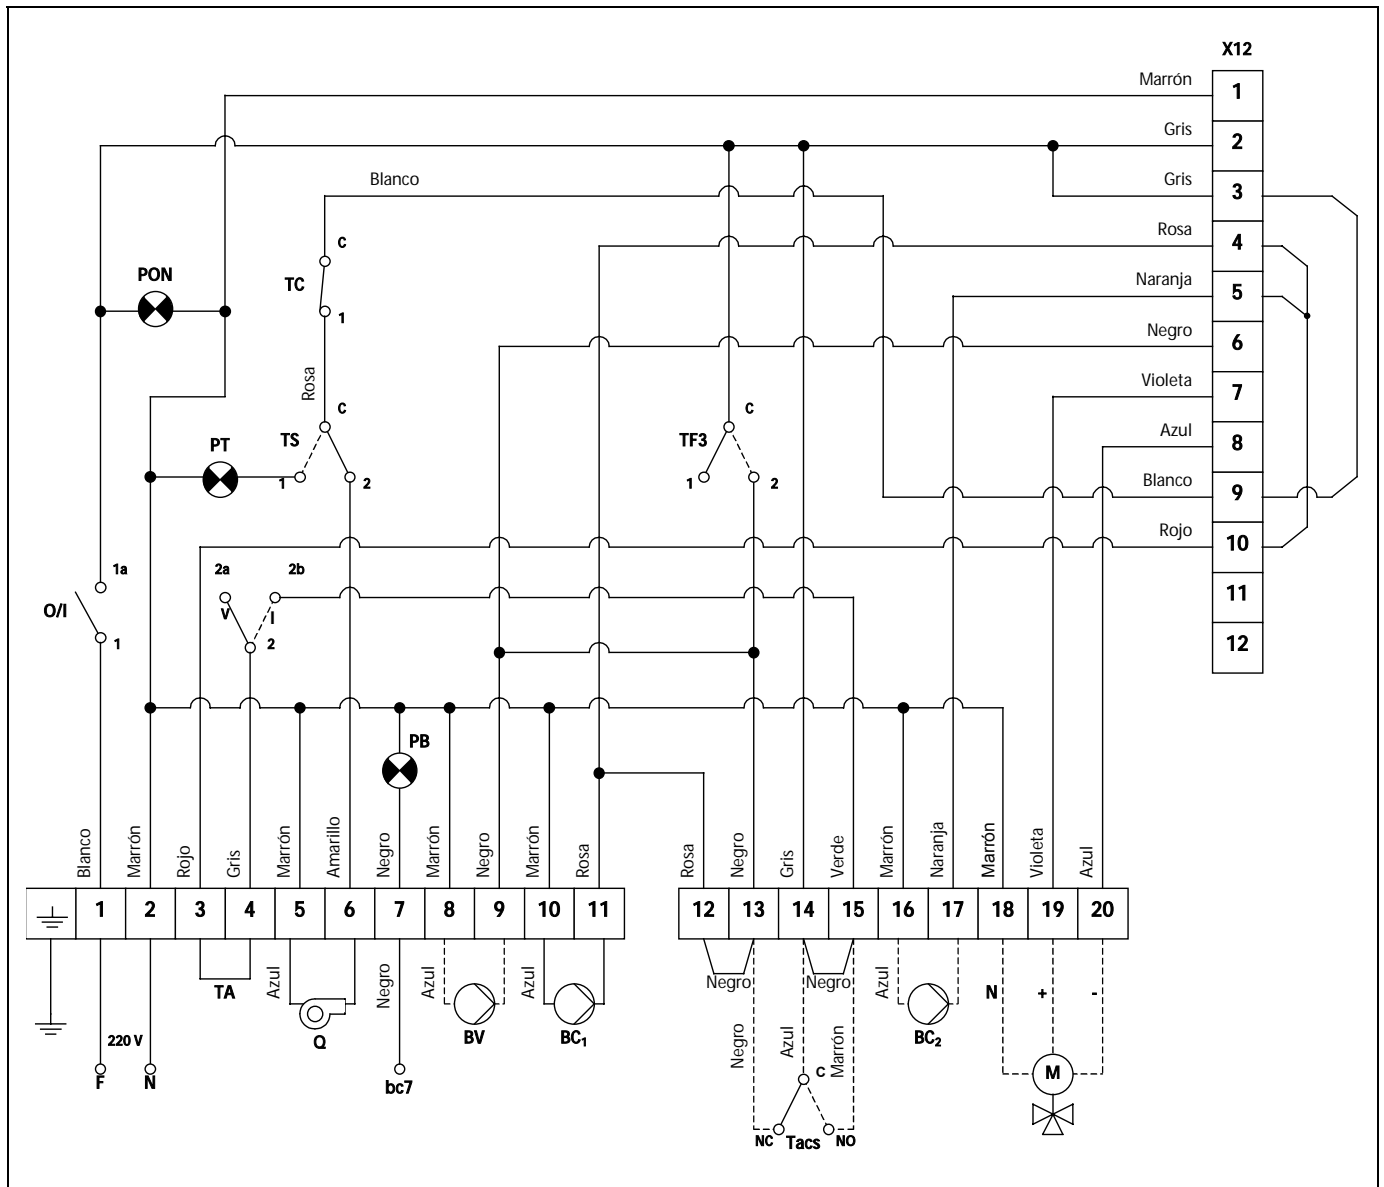 X12
Marrón
1
Gris
2
Blanco
Gris
3
Rosa
4
C
PON
TC
Naranja
5
1
Negro
6
Rosa
Violeta
7
C
C
PT
TS
TF3
Azul
8
1
2
1
2
Blanco
9
Rojo
10
1a
2a
2b
O/I
V
I
11
1
2
12
PB
Blanco
Marrón
Rojo
Gris
Marrón
Amarillo
Negro
Marrón
Negro
Marrón
Rosa
Rosa
Negro
Gris
Verde
Marrón
Naranja
Marrón
Violeta
Azul
1 2 3 4 5 6 7 8 9 10 11 12 13 14 15 16 17 18 19 20
TA
Azul
Negro
Azul
Azul
Negro
Negro
Azul
N
+
-
220 V
Q
BV
BC1
Negro
Azul
Marrón
BC2
F
N
bc7
C
M
NC
Tacs
NO